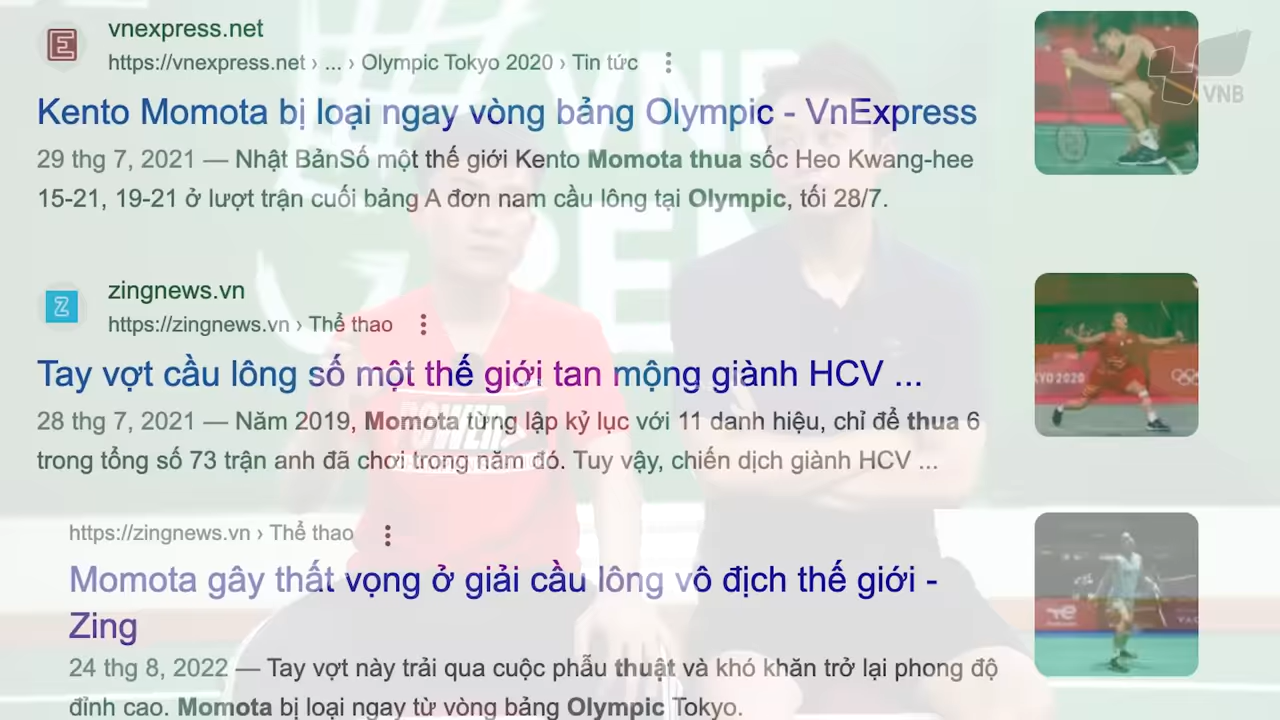 vnexpress.net
https://vnexpress.net › ... › Olympic Tokyo 2020 › Tin tức
Kento Momota bị loại ngay vòng bảng Olympic - VnExpress
29 thg 7, 2021 — Nhật BảnSố một thế giới Kento Momota thua sốc Heo Kwang-hee
15-21, 19-21 ở lượt trận cuối bảng A đơn nam cầu lông tại Olympic, tối 28/7.
VNB
zingnews.vn
https://zingnews.vn › Thể thao
Tay vợt cầu lông số một thế giới tan mộng giành HCV ...
28 thg 7, 2021 — Năm 2019, Momota từng lập kỷ lục với 11 danh hiệu, chỉ để thua 6
trong tổng số 73 trận anh đã chơi trong năm đó. Tuy vậy, chiến dịch giành HCV ...
KYO 2020
https://zingnews.vn › Thể thao
Momota gây thất vọng ở giải cầu lông vô địch thế giới -
Zing
24 thg 8, 2022 — Tay vợt này trải qua cuộc phẫu thuật và khó khăn trở lại phong độ
đỉnh cao. Momota bị loại ngay từ vòng bảng Olympic Tokyo.
VNB
POWER